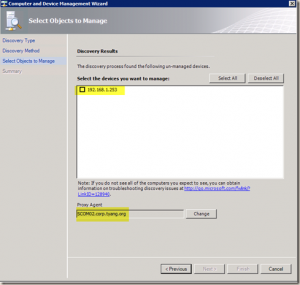 Computer and Device Management Wizard
Select Objects to Manage
Discovery Type
Discovery Method
Select Objects to Manage
Summary
Discovery Results
The discovery process found the following un-managed devices.
Select the devices you want to manage:
Select All
Deselect All
192.168.1.253
Note: If you do not see all of the computers you expect to see, you can obtain
information on troubleshooting discovery issues at http://go.microsoft.com/fwlink/?
LinkID=128940.
Proxy Agent
SCOM02.corp.tyang.org
Change
< Previous
Next >
Finish
Cancel